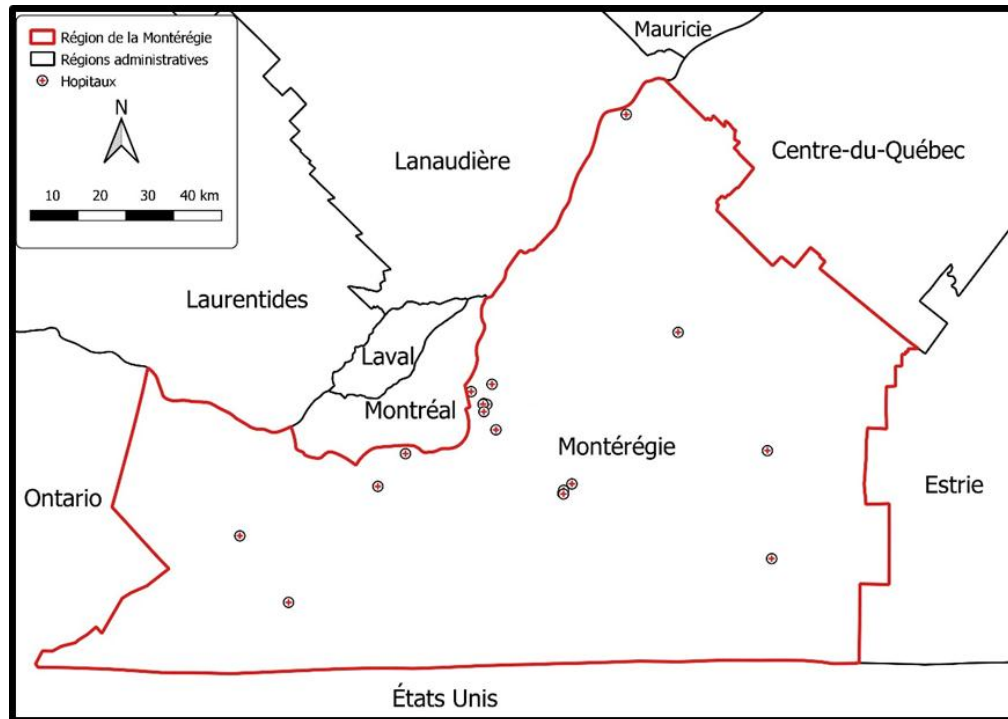 Région de la Montérégie
Régions administratives
Hopitaux
N
10 20 30 40 km
Mauricie
Lanaudière
Centre-du-Québec
Laurentides
Laval
Montréal
Montérégie
Ontario
Estrie
États Unis